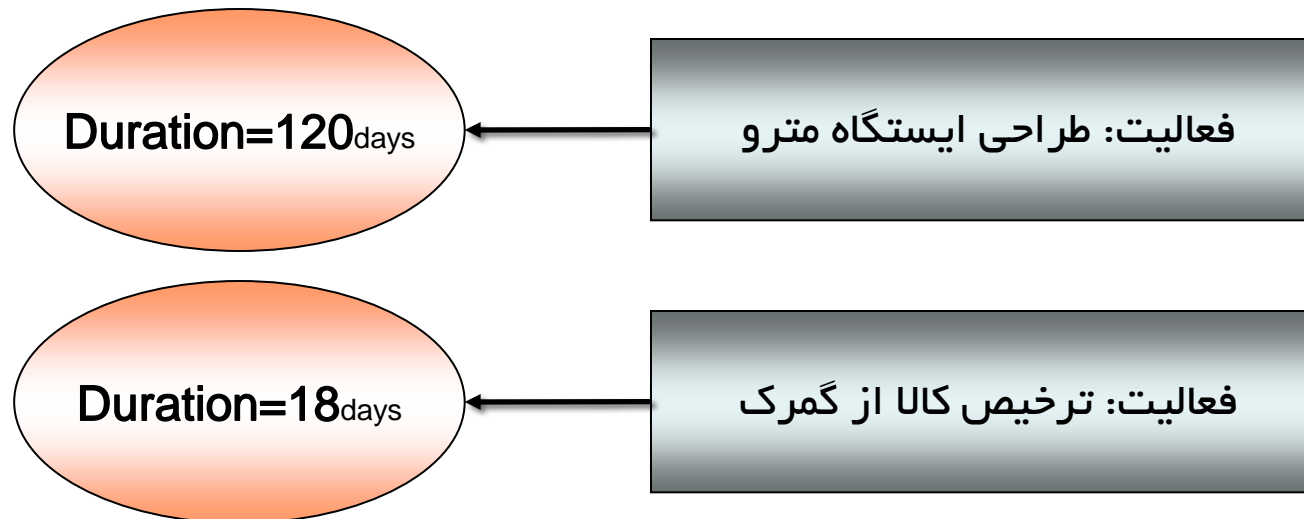 فعالیت: طراحی ایستگاه مترو
Duration=120days
فعالیت: ترخیص کالا از گمرک
Duration=18days